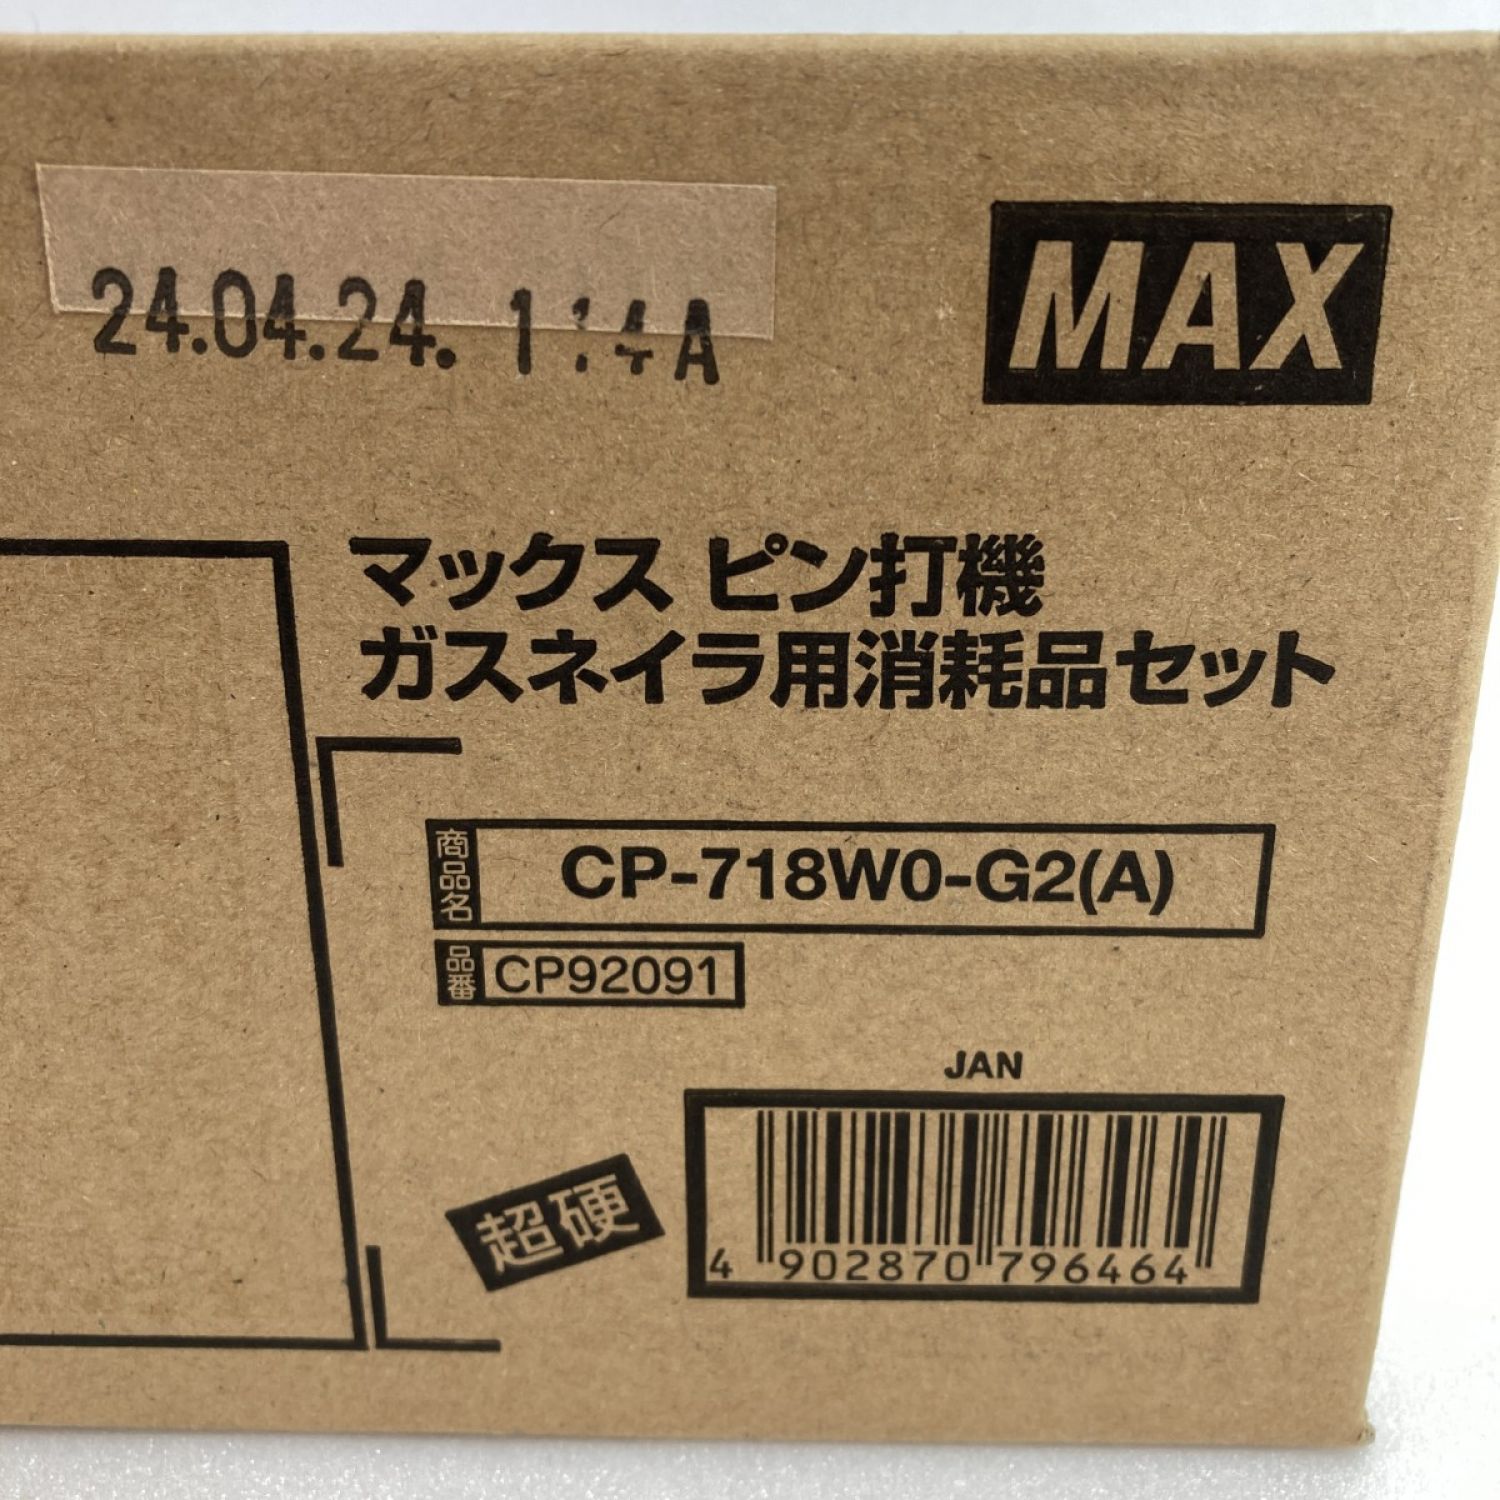 24.04.24.
MAX
マックス ピン打機
ガスネイラ用消耗品セット
商品名 CP-718W0-G2(A)
品番 CP92091
JAN
超硬
4 902870 796464